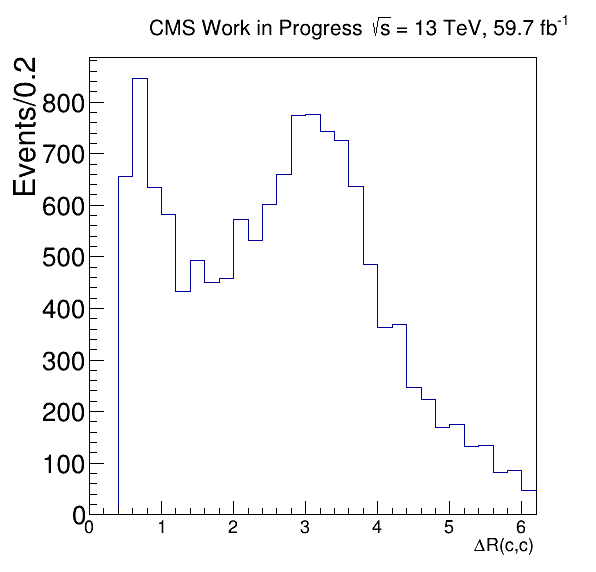 CMS Work in Progress √s = 13 TeV, 59.7 fb⁻¹
Events/0.2
800
700
600
500
400
300
200
100
0
0 1 2 3 4 5 6
ΔR(c,c)